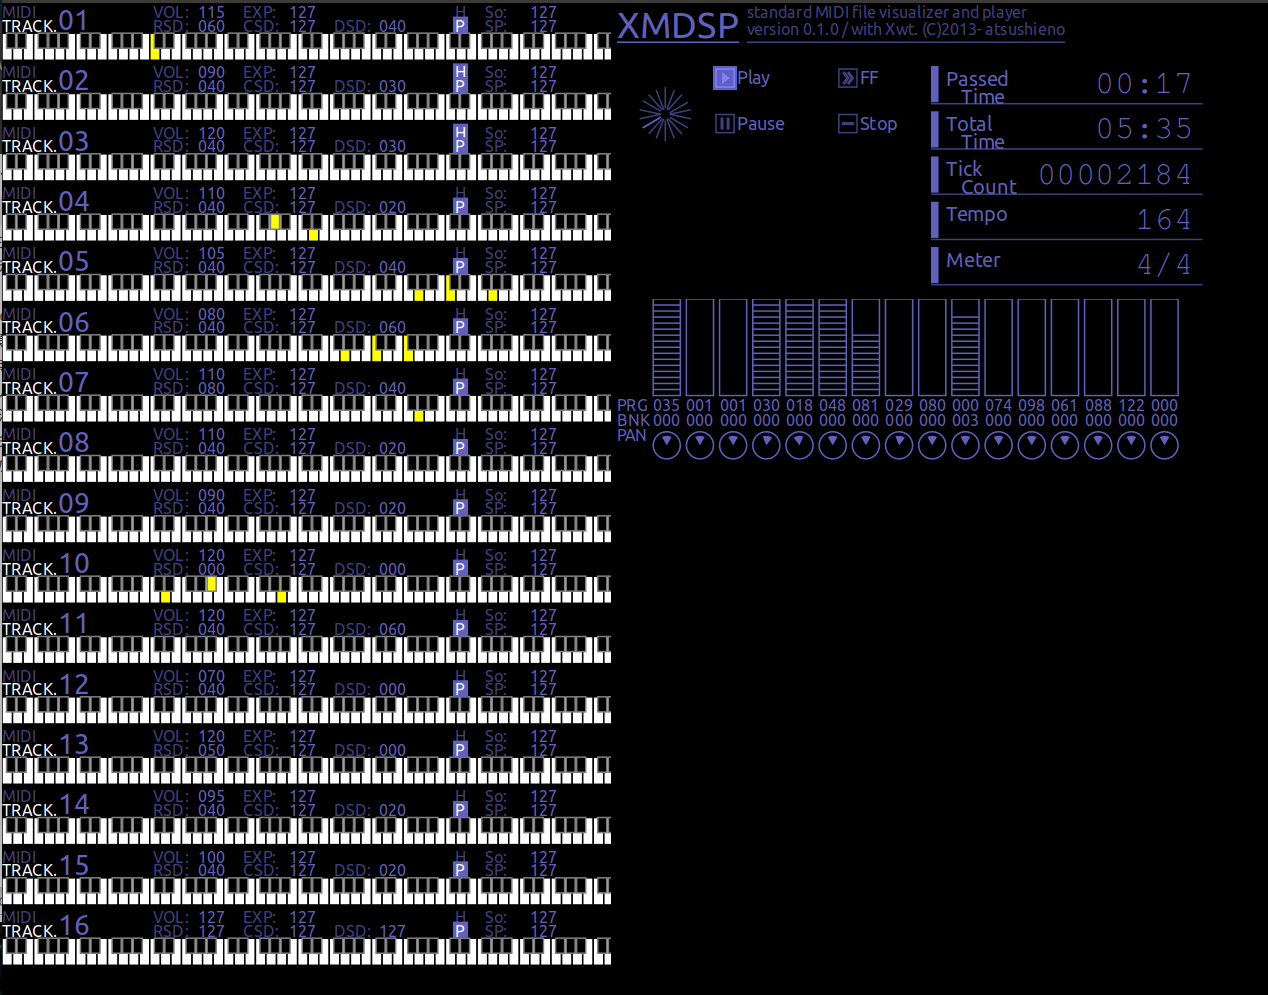 MIDI TRACK. 01 VOL: 115 EXP: 127 H So: 127
RSD: 060 CSD: 127 DSD: 040 P SP: 127
MIDI TRACK. 02 VOL: 090 EXP: 127 H So: 127
RSD: 040 CSD: 127 DSD: 030 P SP: 127
MIDI TRACK. 03 VOL: 120 EXP: 127 H So: 127
RSD: 040 CSD: 127 DSD: 030 P SP: 127
MIDI TRACK. 04 VOL: 110 EXP: 127 H So: 127
RSD: 040 CSD: 127 DSD: 020 P SP: 127
MIDI TRACK. 05 VOL: 105 EXP: 127 H So: 127
RSD: 040 CSD: 127 DSD: 040 P SP: 127
MIDI TRACK. 06 VOL: 080 EXP: 127 H So: 127
RSD: 040 CSD: 127 DSD: 060 P SP: 127
MIDI TRACK. 07 VOL: 110 EXP: 127 H So: 127
RSD: 080 CSD: 127 DSD: 040 P SP: 127
MIDI TRACK. 08 VOL: 110 EXP: 127 H So: 127
RSD: 040 CSD: 127 DSD: 020 P SP: 127
MIDI TRACK. 09 VOL: 090 EXP: 127 H So: 127
RSD: 040 CSD: 127 DSD: 020 P SP: 127
MIDI TRACK. 10 VOL: 120 EXP: 127 H So: 127
RSD: 000 CSD: 127 DSD: 000 P SP: 127
MIDI TRACK. 11 VOL: 120 EXP: 127 H So: 127
RSD: 040 CSD: 127 DSD: 060 P SP: 127
MIDI TRACK. 12 VOL: 070 EXP: 127 H So: 127
RSD: 040 CSD: 127 DSD: 000 P SP: 127
MIDI TRACK. 13 VOL: 120 EXP: 127 H So: 127
RSD: 050 CSD: 127 DSD: 000 P SP: 127
MIDI TRACK. 14 VOL: 095 EXP: 127 H So: 127
RSD: 040 CSD: 127 DSD: 020 P SP: 127
MIDI TRACK. 15 VOL: 100 EXP: 127 H So: 127
RSD: 040 CSD: 127 DSD: 020 P SP: 127
MIDI TRACK. 16 VOL: 127 EXP: 127 H So: 127
RSD: 127 CSD: 127 DSD: 127 P SP: 127
XMDSP
standard MIDI file visualizer and player
version 0.1.0 / with Xwt. (C)2013- atsushieno
Play FF
Pause Stop
Passed Time 00:17
Total Time 05:35
Tick Count 00002184
Tempo 164
Meter 4/4
PRG 035 001 001 030 018 048 081 029 080 000 074 098 061 088 122 000
BNK 000 000 000 000 000 000 000 000 000 003 000 000 000 000 000 000
PAN